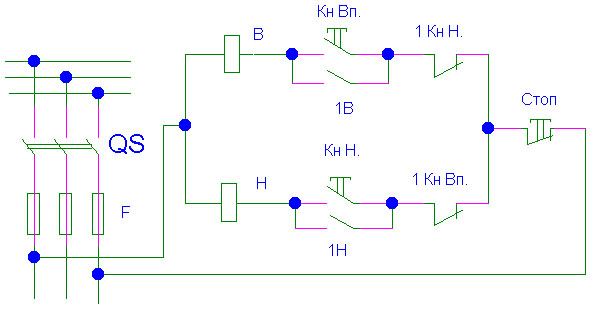 Кн Вп.
В
1 Кн Н.
1В
Стоп
QS
Кн Н.
Н
1 Кн Вп.
F
1Н